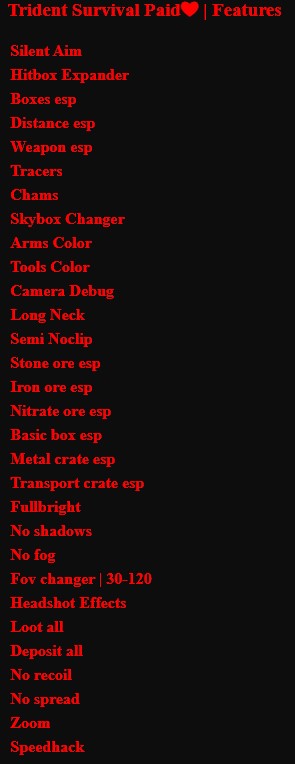 Trident Survival Paid❤ | Features
Silent Aim
Hitbox Expander
Boxes esp
Distance esp
Weapon esp
Tracers
Chams
Skybox Changer
Arms Color
Tools Color
Camera Debug
Long Neck
Semi Noclip
Stone ore esp
Iron ore esp
Nitrate ore esp
Basic box esp
Metal crate esp
Transport crate esp
Fullbright
No shadows
No fog
Fov changer | 30-120
Headshot Effects
Loot all
Deposit all
No recoil
No spread
Zoom
Speedhack